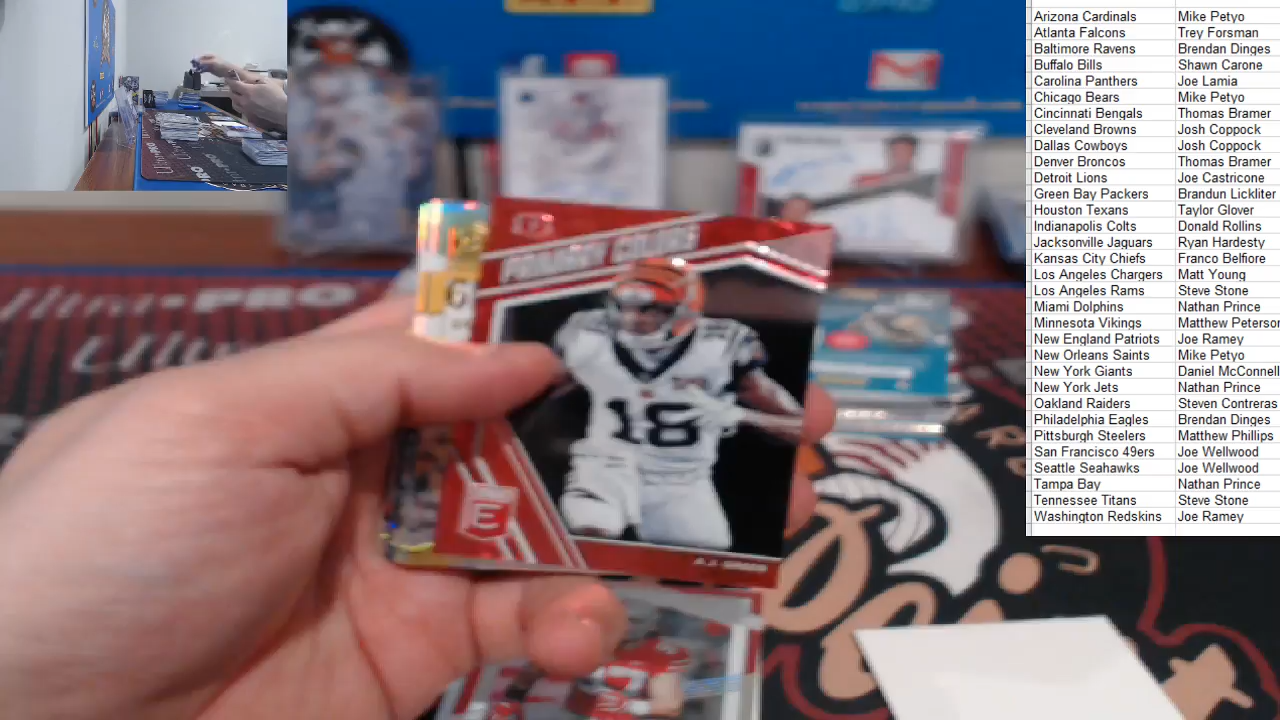 Arizona Cardinals Mike Petyo
Atlanta Falcons Trey Forsman
Baltimore Ravens Brendan Dinges
Buffalo Bills Shawn Carone
Carolina Panthers Joe Lamia
Chicago Bears Mike Petyo
Cincinnati Bengals Thomas Bramer
Cleveland Browns Josh Coppock
Dallas Cowboys Josh Coppock
Denver Broncos Thomas Bramer
Detroit Lions Joe Castricone
Green Bay Packers Brandun Lickliter
Houston Texans Taylor Glover
Indianapolis Colts Donald Rollins
Jacksonville Jaguars Ryan Hardesty
Kansas City Chiefs Franco Belfiore
Los Angeles Chargers Matt Young
Los Angeles Rams Steve Stone
Miami Dolphins Nathan Prince
Minnesota Vikings Matthew Peterso
New England Patriots Joe Ramey
New Orleans Saints Mike Petyo
New York Giants Daniel McConnell
New York Jets Nathan Prince
Oakland Raiders Steven Contreras
Philadelphia Eagles Brendan Dinges
Pittsburgh Steelers Matthew Phillips
San Francisco 49ers Joe Wellwood
Seattle Seahawks Joe Wellwood
Tampa Bay Nathan Prince
Tennessee Titans Steve Stone
Washington Redskins Joe Ramey
PRIMARY COLORS
18
E
A.J. GREEN